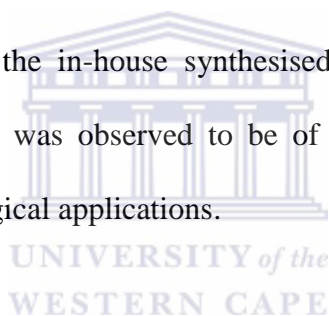 the in-house synthesised
was observed to be of
gical applications.
UNIVERSITY of the
WESTERN CAPE